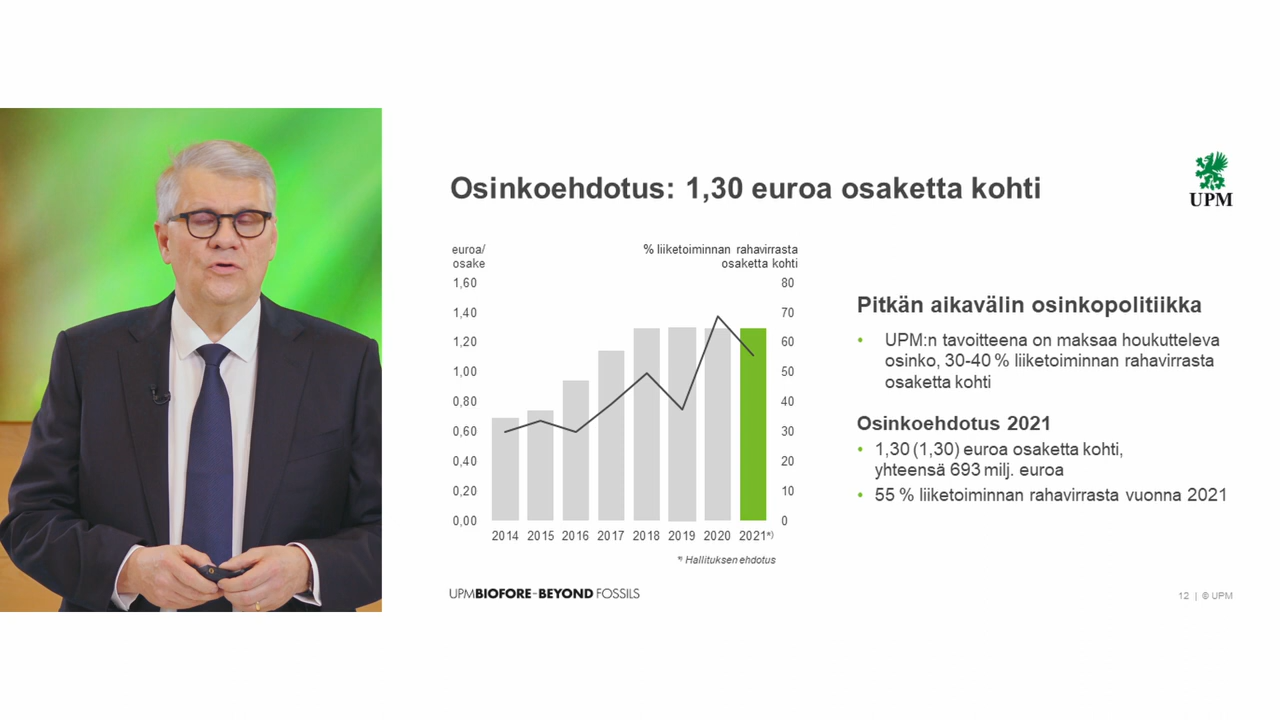 Osinkoehdotus: 1,30 euroa osaketta kohti
UPM
euroa/
osake
% liiketoiminnan rahavirrasta
osaketta kohti
1,60
1,40
1,20
1,00
0,80
0,60
0,40
0,20
0,00
80
70
60
50
40
30
20
10
0
2014 2015 2016 2017 2018 2019 2020 2021*)
*) Hallituksen ehdotus
Pitkän aikavälin osinkopolitiikka
• UPM:n tavoitteena on maksaa houkutteleva
osinko, 30-40 % liiketoiminnan rahavirrasta
osaketta kohti
Osinkoehdotus 2021
• 1,30 (1,30) euroa osaketta kohti,
yhteensä 693 milj. euroa
• 55 % liiketoiminnan rahavirrasta vuonna 2021
UPM BIOFORE-BEYOND FOSSILS
12 | © UPM